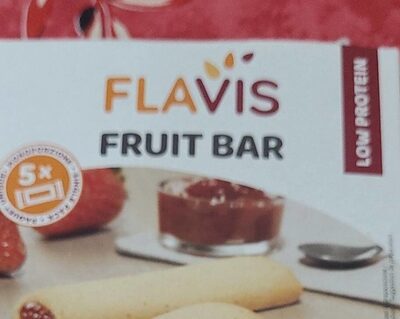 FLAVIS
FRUIT BAR
LOW PROTEIN
5x